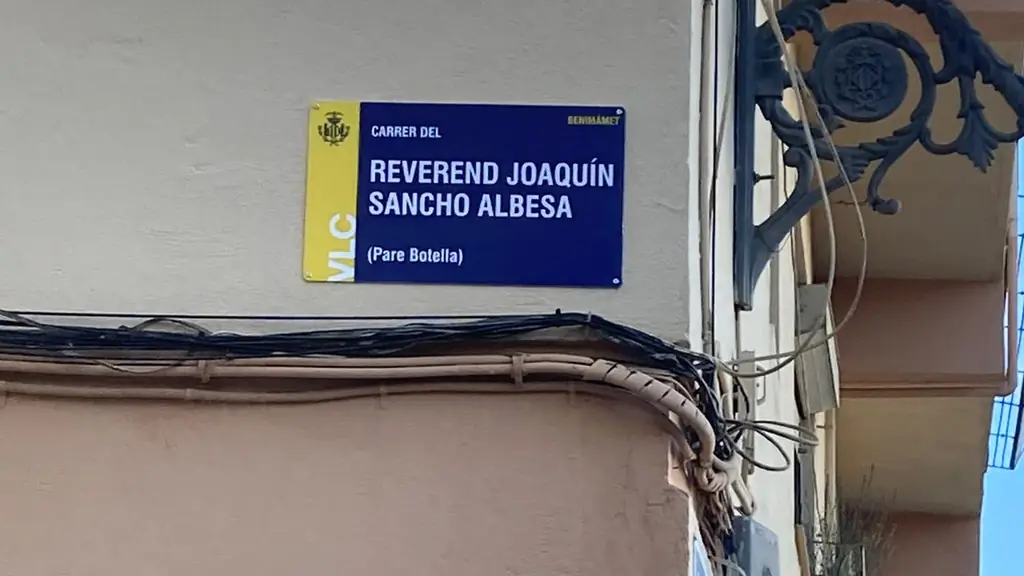 BENIMÀMET
CARRER DEL
REVEREND JOAQUÍN
SANCHO ALBESA
(Pare Botella)
VLC